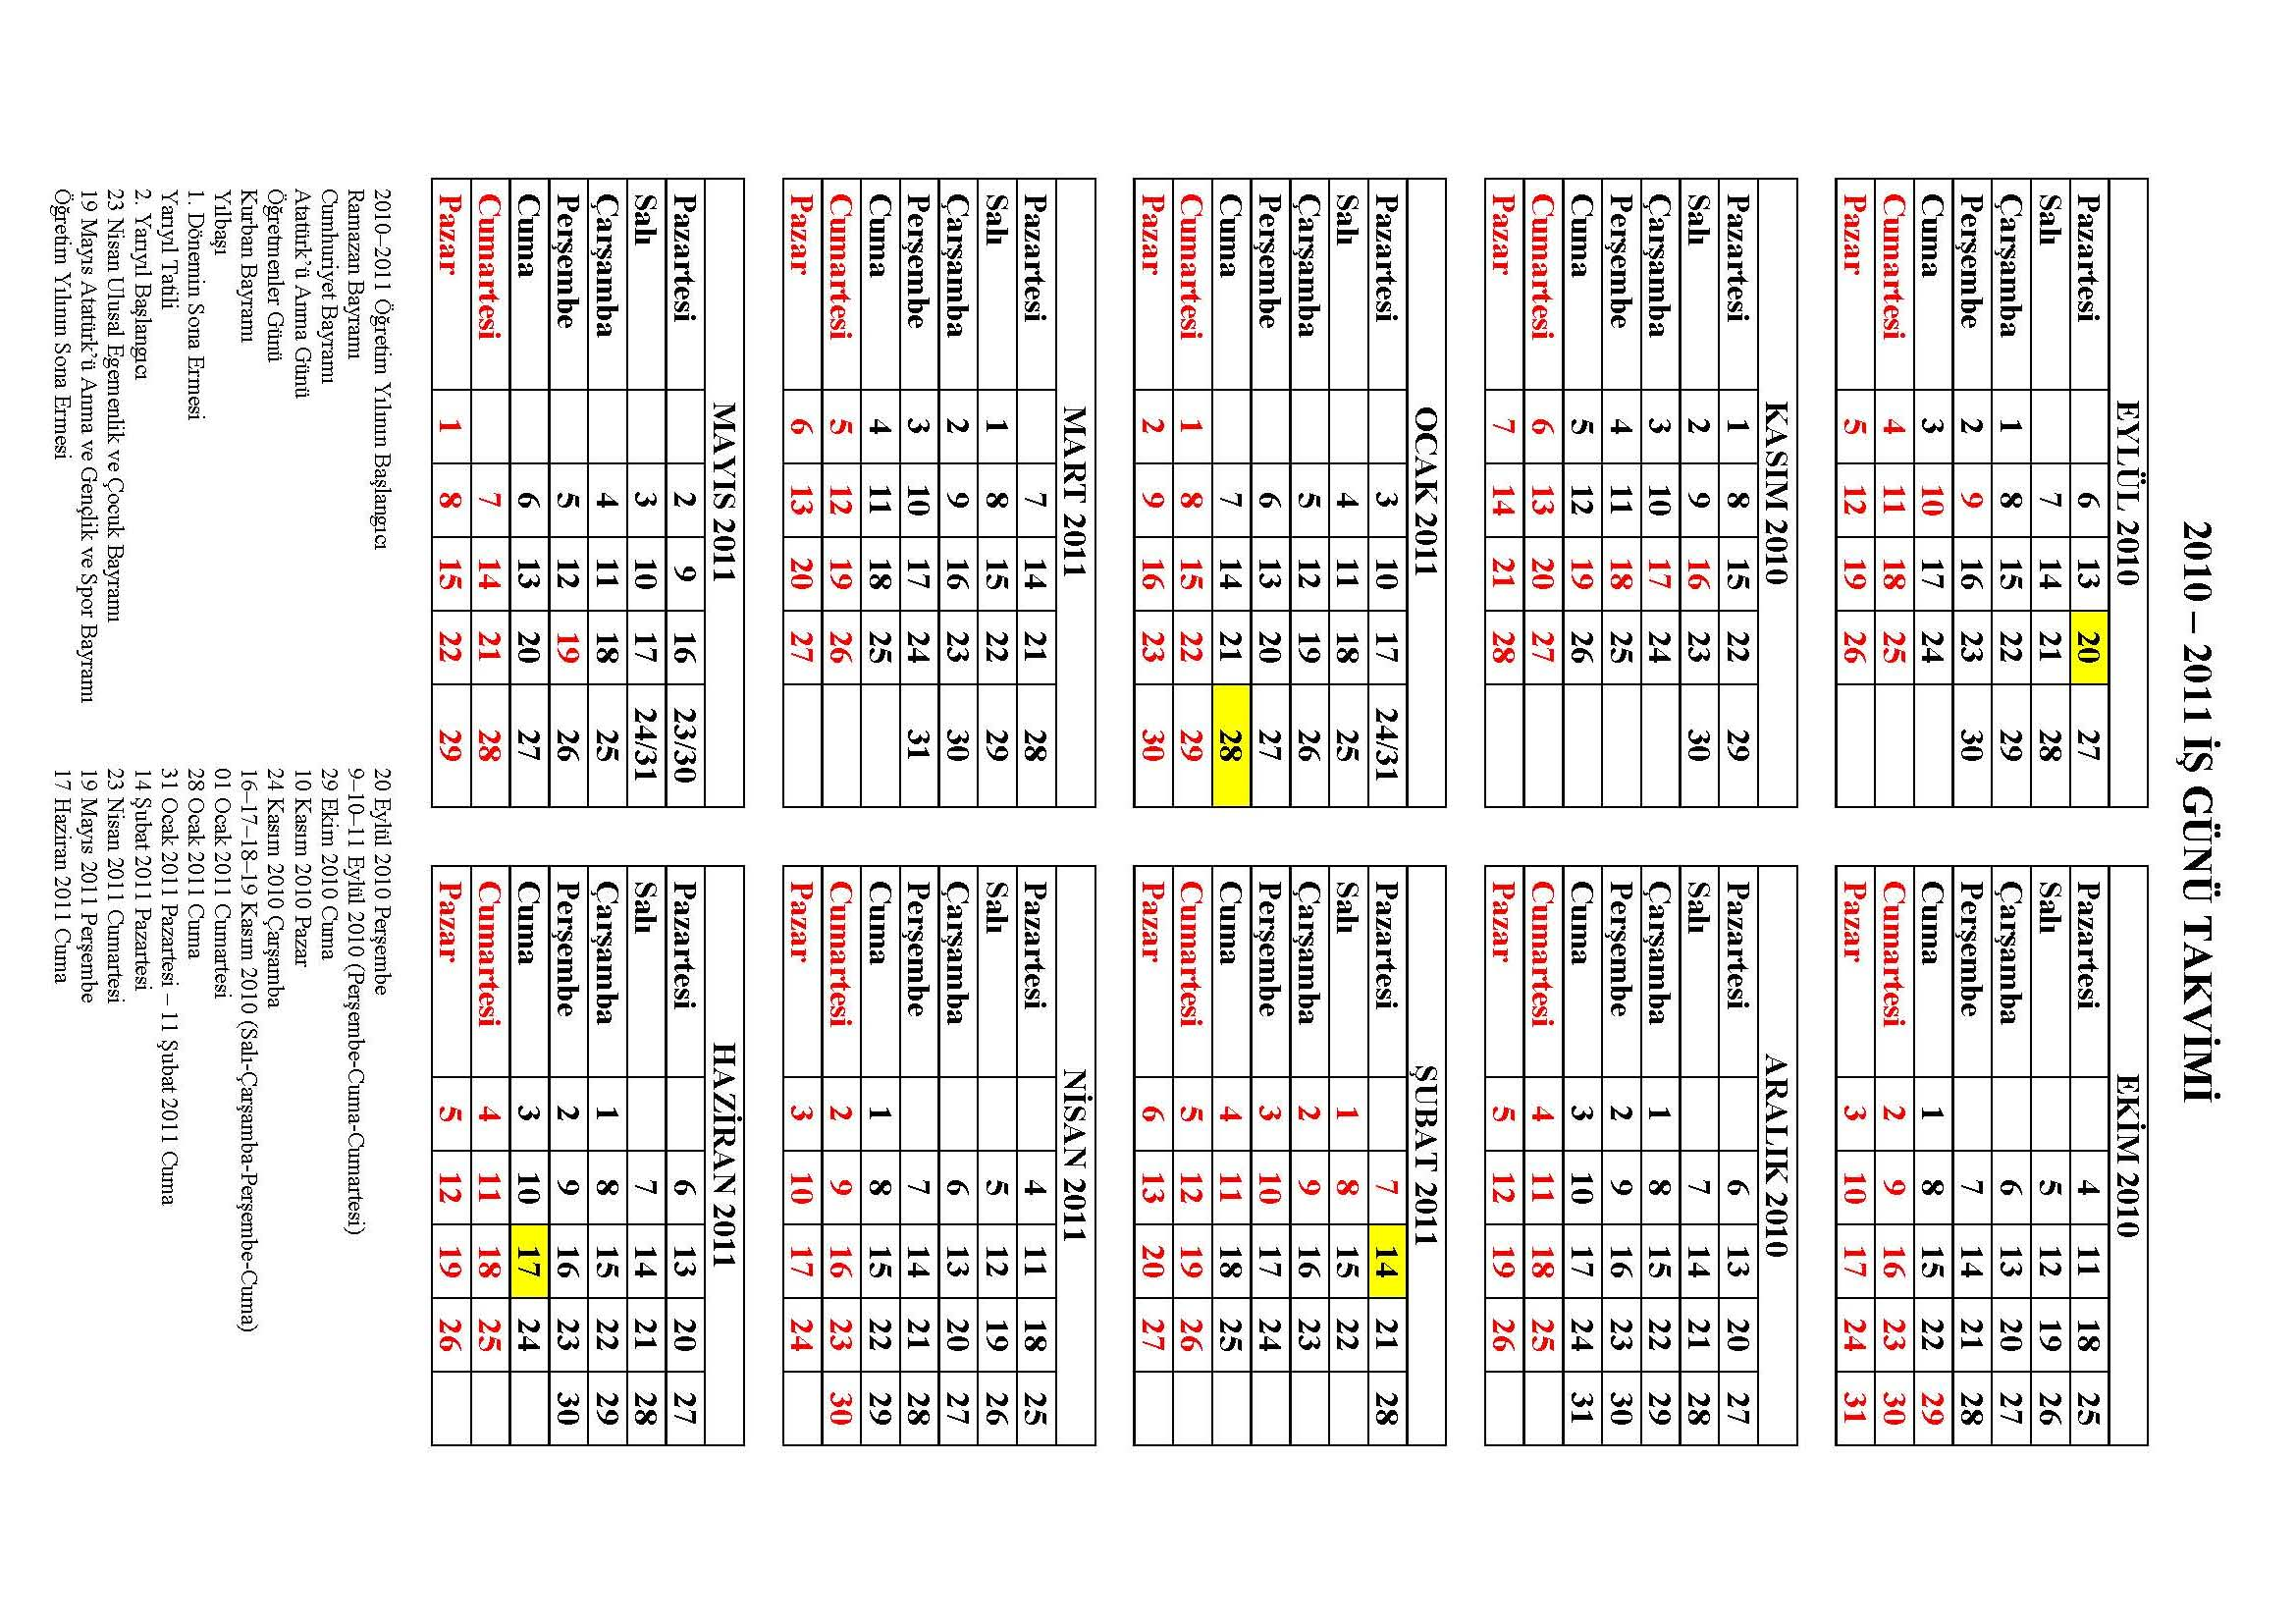 2010 – 2011 İŞ GÜNÜ TAKVİMİ
EYLÜL 2010
Pazartesi 6 13 20 27
Salı 7 14 21 28
Çarşamba 1 8 15 22 29
Perşembe 2 9 16 23 30
Cuma 3 10 17 24
Cumartesi 4 11 18 25
Pazar 5 12 19 26
EKİM 2010
Pazartesi 4 11 18 25
Salı 5 12 19 26
Çarşamba 6 13 20 27
Perşembe 7 14 21 28
Cuma 1 8 15 22 29
Cumartesi 2 9 16 23 30
Pazar 3 10 17 24 31
KASIM 2010
Pazartesi 1 8 15 22 29
Salı 2 9 16 23 30
Çarşamba 3 10 17 24
Perşembe 4 11 18 25
Cuma 5 12 19 26
Cumartesi 6 13 20 27
Pazar 7 14 21 28
ARALIK 2010
Pazartesi 6 13 20 27
Salı 7 14 21 28
Çarşamba 1 8 15 22 29
Perşembe 2 9 16 23 30
Cuma 3 10 17 24 31
Cumartesi 4 11 18 25
Pazar 5 12 19 26
OCAK 2011
Pazartesi 3 10 17 24/31
Salı 4 11 18 25
Çarşamba 5 12 19 26
Perşembe 6 13 20 27
Cuma 7 14 21 28
Cumartesi 1 8 15 22 29
Pazar 2 9 16 23 30
ŞUBAT 2011
Pazartesi 7 14 21 28
Salı 1 8 15 22
Çarşamba 2 9 16 23
Perşembe 3 10 17 24
Cuma 4 11 18 25
Cumartesi 5 12 19 26
Pazar 6 13 20 27
MART 2011
Pazartesi 7 14 21 28
Salı 1 8 15 22 29
Çarşamba 2 9 16 23 30
Perşembe 3 10 17 24 31
Cuma 4 11 18 25
Cumartesi 5 12 19 26
Pazar 6 13 20 27
NİSAN 2011
Pazartesi 4 11 18 25
Salı 5 12 19 26
Çarşamba 6 13 20 27
Perşembe 7 14 21 28
Cuma 1 8 15 22 29
Cumartesi 2 9 16 23 30
Pazar 3 10 17 24
MAYIS 2011
Pazartesi 2 9 16 23/30
Salı 3 10 17 24/31
Çarşamba 4 11 18 25
Perşembe 5 12 19 26
Cuma 6 13 20 27
Cumartesi 7 14 21 28
Pazar 1 8 15 22 29
HAZİRAN 2011
Pazartesi 6 13 20 27
Salı 7 14 21 28
Çarşamba 1 8 15 22 29
Perşembe 2 9 16 23 30
Cuma 3 10 17 24
Cumartesi 4 11 18 25
Pazar 5 12 19 26
2010–2011 Öğretim Yılının Başlangıcı 20 Eylül 2010 Perşembe
Ramazan Bayramı 9–10–11 Eylül 2010 (Perşembe-Cuma-Cumartesi)
Cumhuriyet Bayramı 29 Ekim 2010 Cuma
Atatürk’ü Anma Günü 10 Kasım 2010 Pazar
Öğretmenler Günü 24 Kasım 2010 Çarşamba
Kurban Bayramı 16–17–18–19 Kasım 2010 (Salı-Çarşamba-Perşembe-Cuma)
Yılbaşı 01 Ocak 2011 Cumartesi
1. Dönemin Sona Ermesi 28 Ocak 2011 Cuma
Yarıyıl Tatili 31 Ocak 2011 Pazartesi – 11 Şubat 2011 Cuma
2. Yarıyıl Başlangıcı 14 Şubat 2011 Pazartesi
23 Nisan Ulusal Egemenlik ve Çocuk Bayramı 23 Nisan 2011 Cumartesi
19 Mayıs Atatürk’ü Anma ve Gençlik ve Spor Bayramı 19 Mayıs 2011 Perşembe
Öğretim Yılının Sona Ermesi 17 Haziran 2011 Cuma